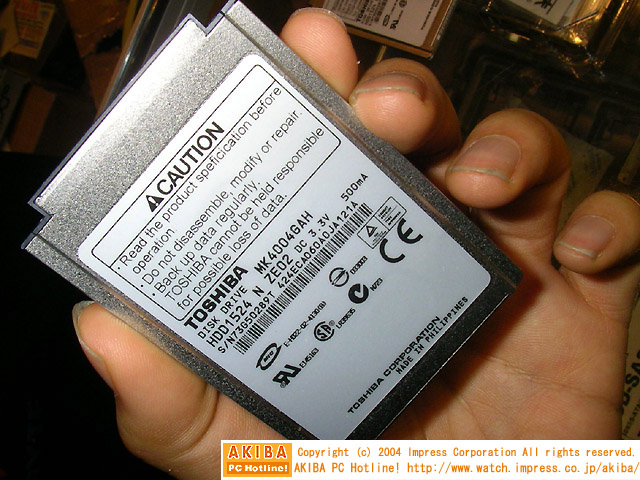 CAUTION
· Read the product speficication before
operation.
· Do not disassemble, modify or repair.
· Back up data regularly.
· TOSHIBA cannot be held responsible
for possible loss of data.
TOSHIBA MK4004GAH
DISK DRIVE
HDD1524 N ZE02 DC 3.3V 500mA
CE
TOSHIBA CORPORATION
MADE IN PHILIPPINES
AKIBA
PC Hotline!
Copyright (c) 2004 Impress Corporation All rights reserved.
AKIBA PC Hotline! http://www.watch.impress.co.jp/akiba/